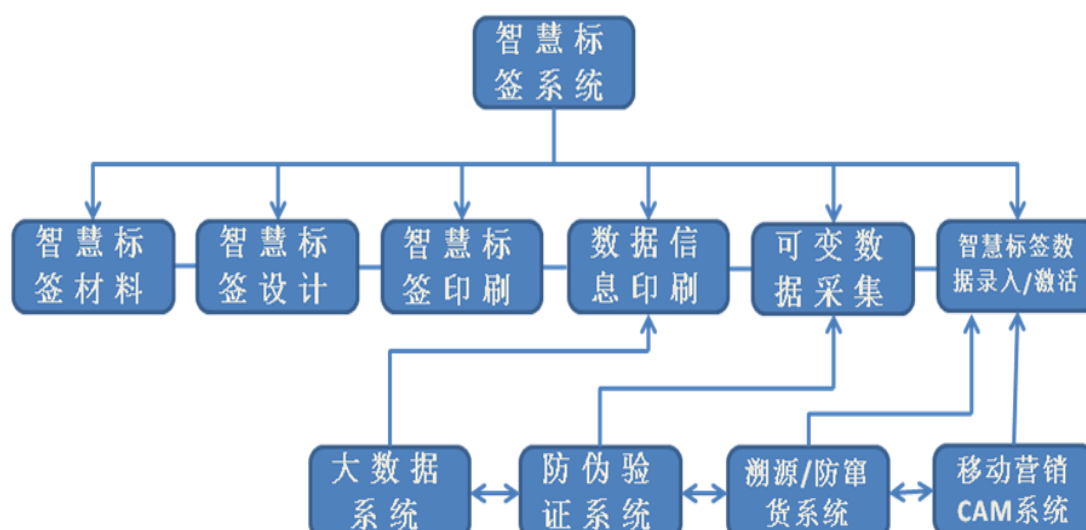 智慧标
签系统
智慧标
签材料
智慧标
签设计
智慧标
签印刷
数据信
息印刷
可变数
据采集
智慧标签数
据录入/激活
大数据
系统
防伪验
证系统
溯源/防窜
货系统
移动营销
CAM系统